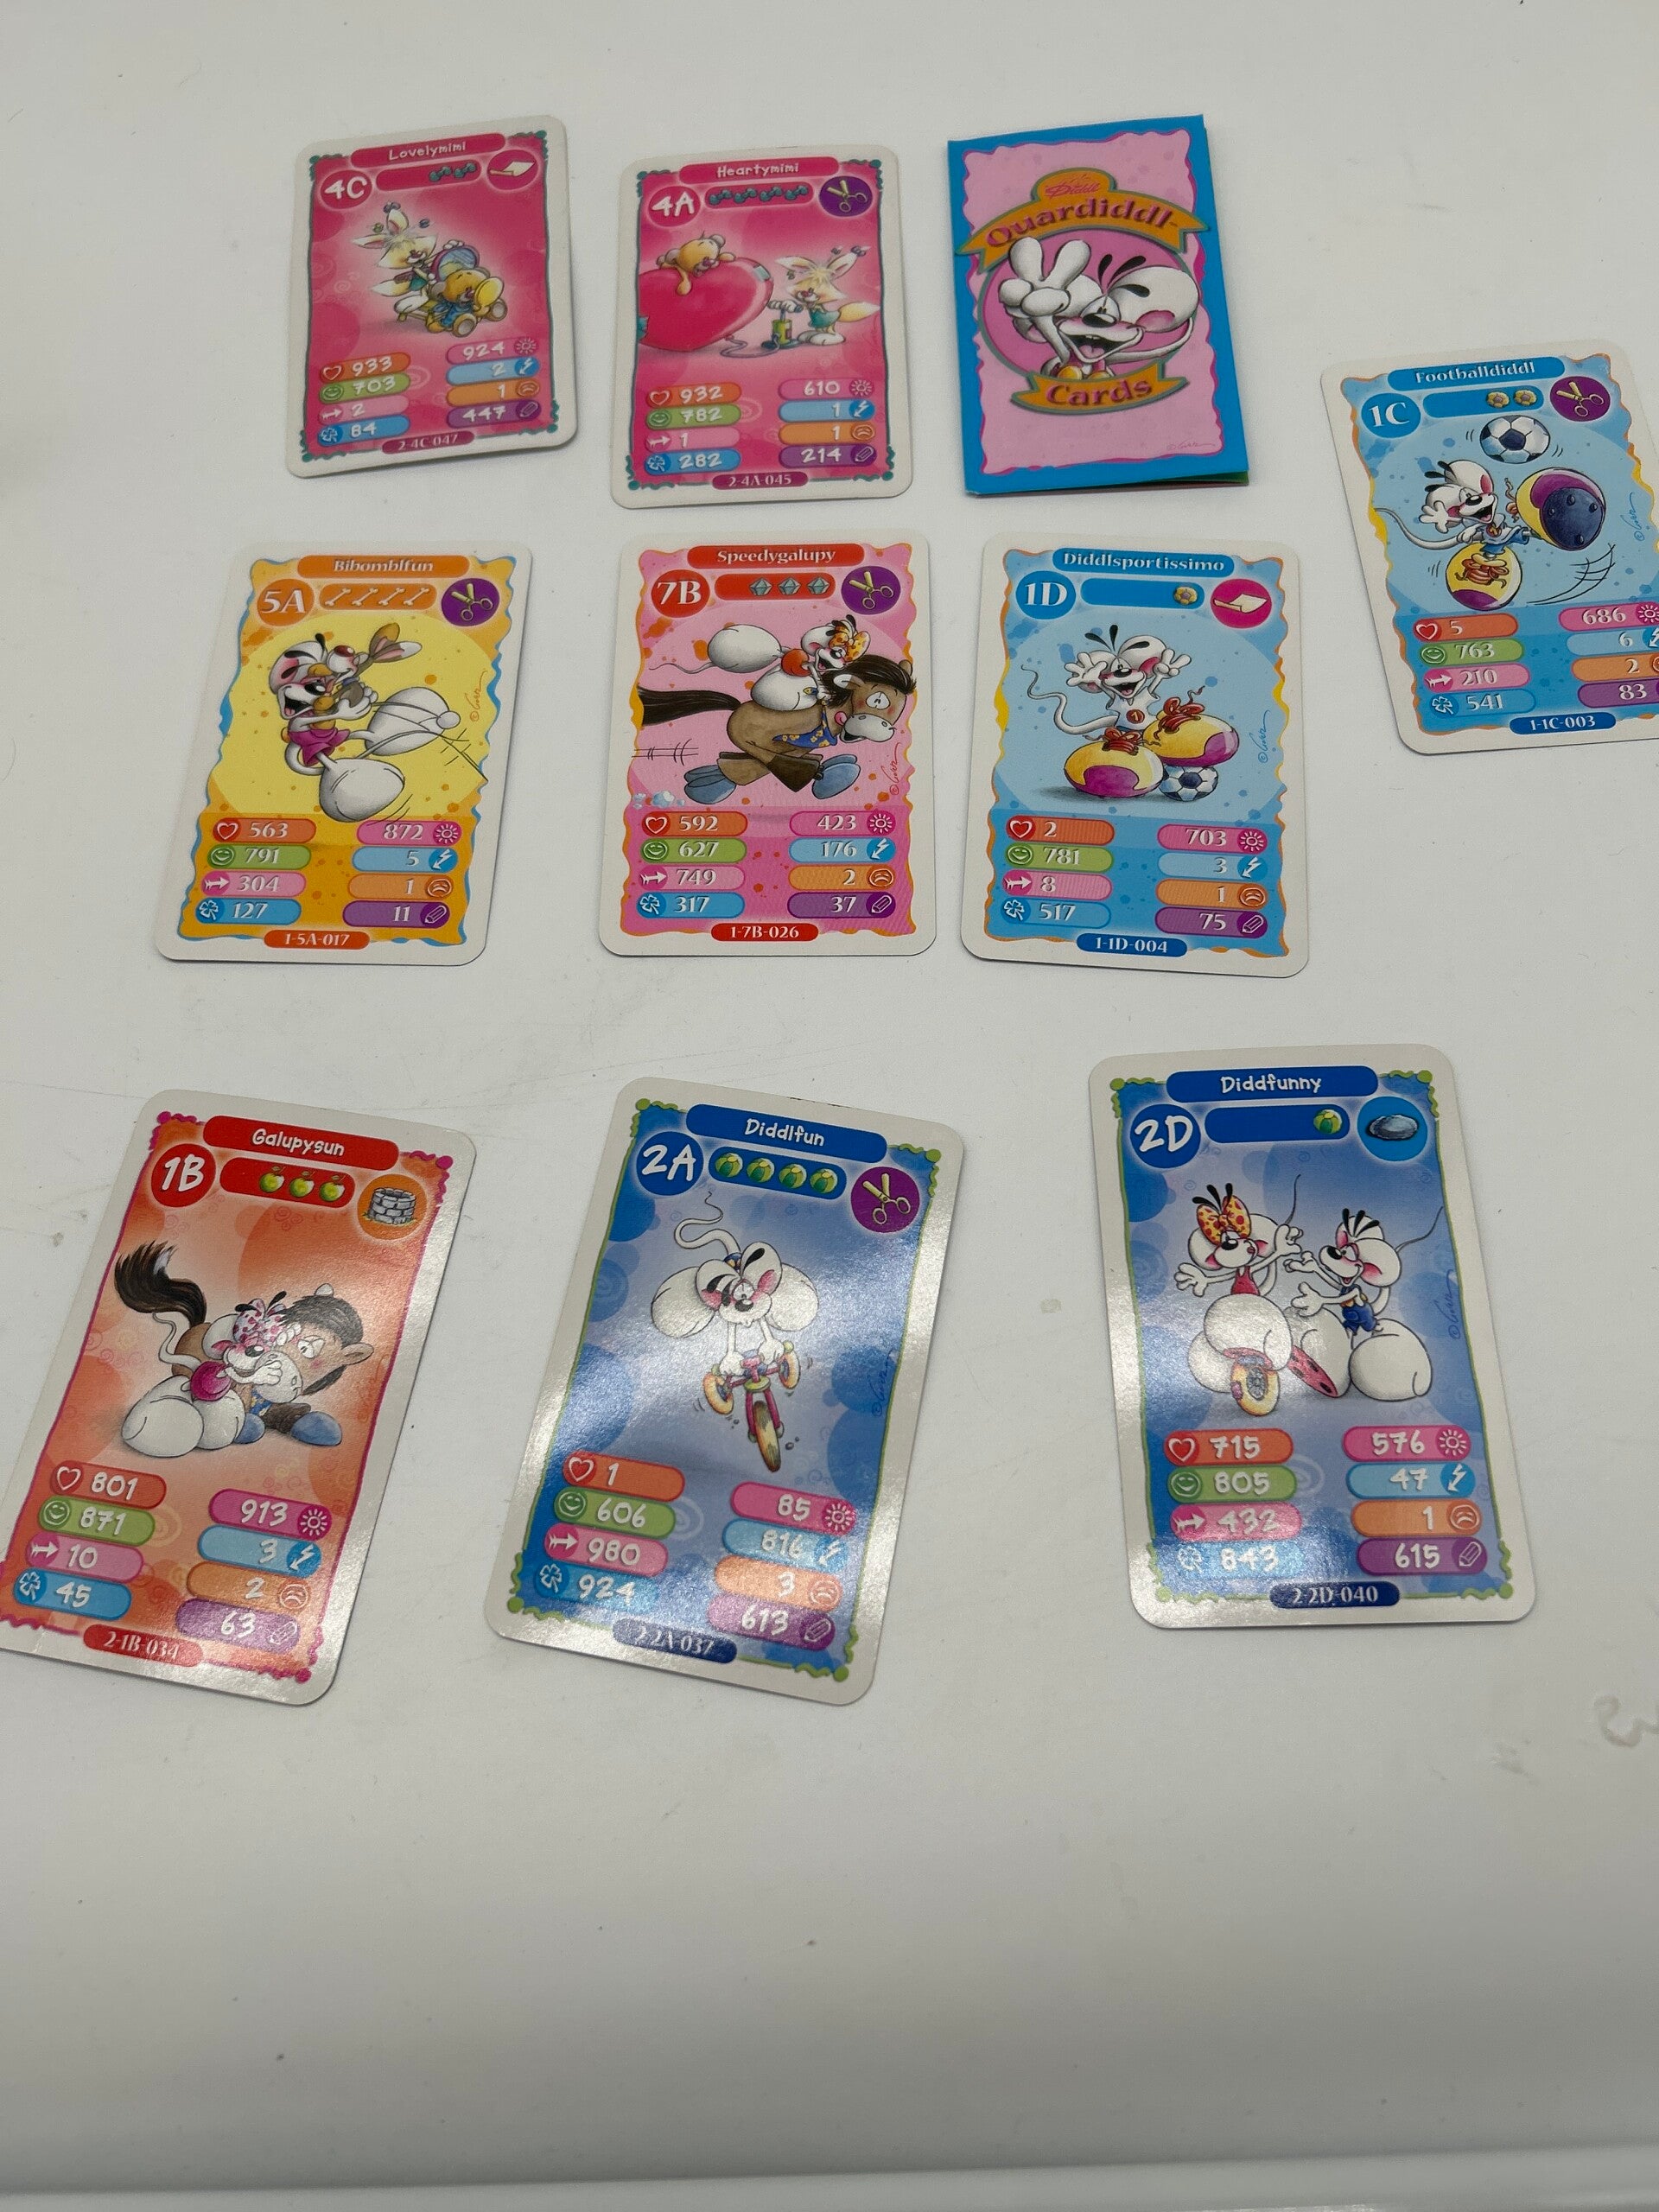 Lovelymimi
4C
933
924
703
2
2
1
84
447
2-4C-047
Heartymimi
4A
932
610
782
1
1
1
282
214
2-4A-045
Diddl
Quardiddl-
Cards
Footballdiddl
1C
5
686
763
6
210
2
541
83
1-1C-003
Bibomblfun
5A
563
872
791
5
304
1
127
11
1-5A-017
Speedygalupy
7B
592
423
627
176
749
2
317
37
1-7B-026
Diddlsportissimo
1D
2
703
781
3
8
1
517
75
1-1D-004
Galupysun
1B
801
913
871
3
10
2
45
63
2-1B-034
Diddlfun
2A
1
85
606
816
980
3
924
613
2-2A-037
Diddfunny
2D
715
576
805
47
432
1
843
615
2-2D-040